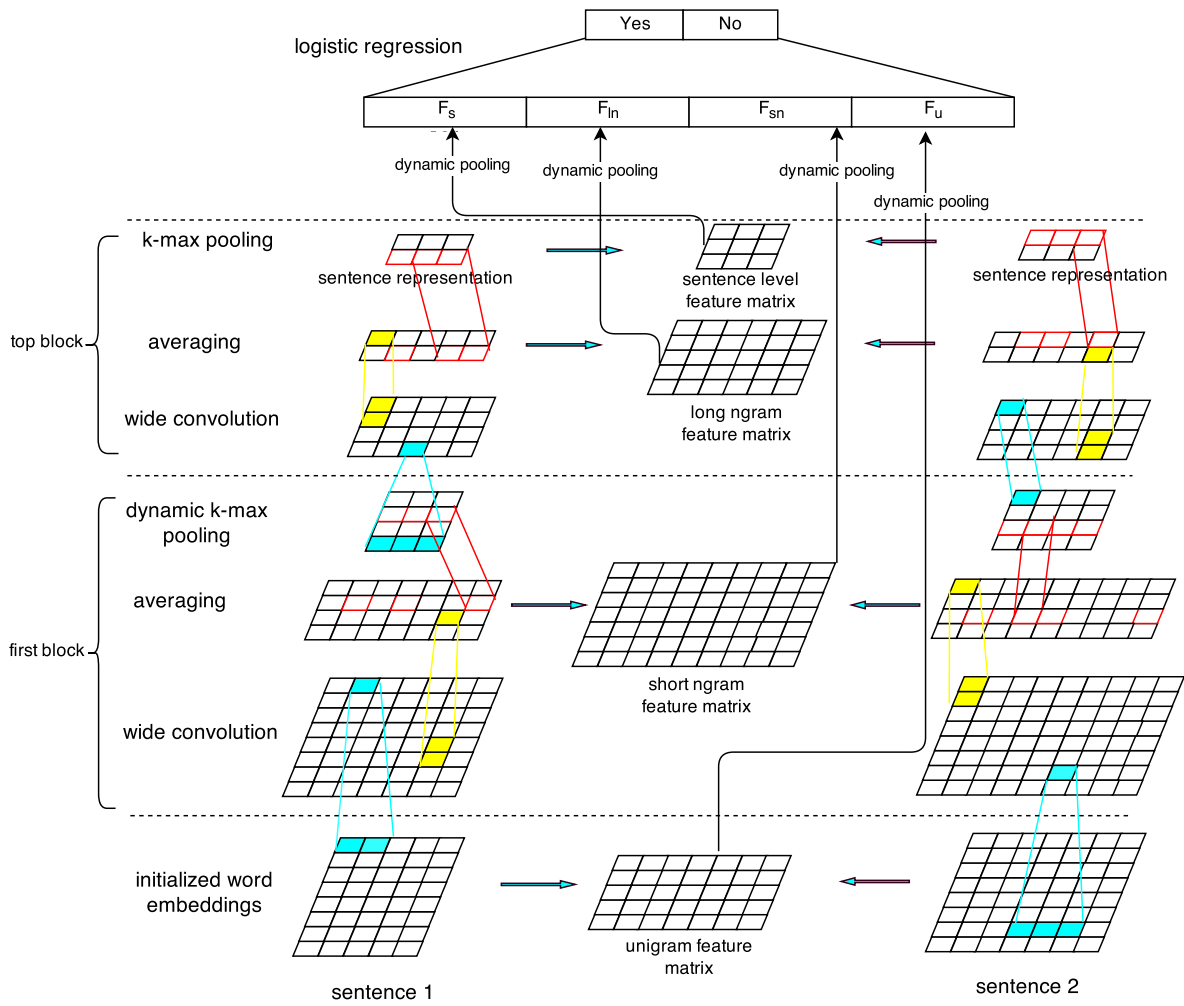 Yes No
logistic regression
Fs Fln Fsn Fu
dynamic pooling
dynamic pooling
dynamic pooling
dynamic pooling
k-max pooling
sentence representation
sentence level
feature matrix
sentence representation
top block
averaging
wide convolution
long ngram
feature matrix
dynamic k-max
pooling
averaging
first block
short ngram
feature matrix
wide convolution
initialized word
embeddings
unigram feature
matrix
sentence 1
sentence 2